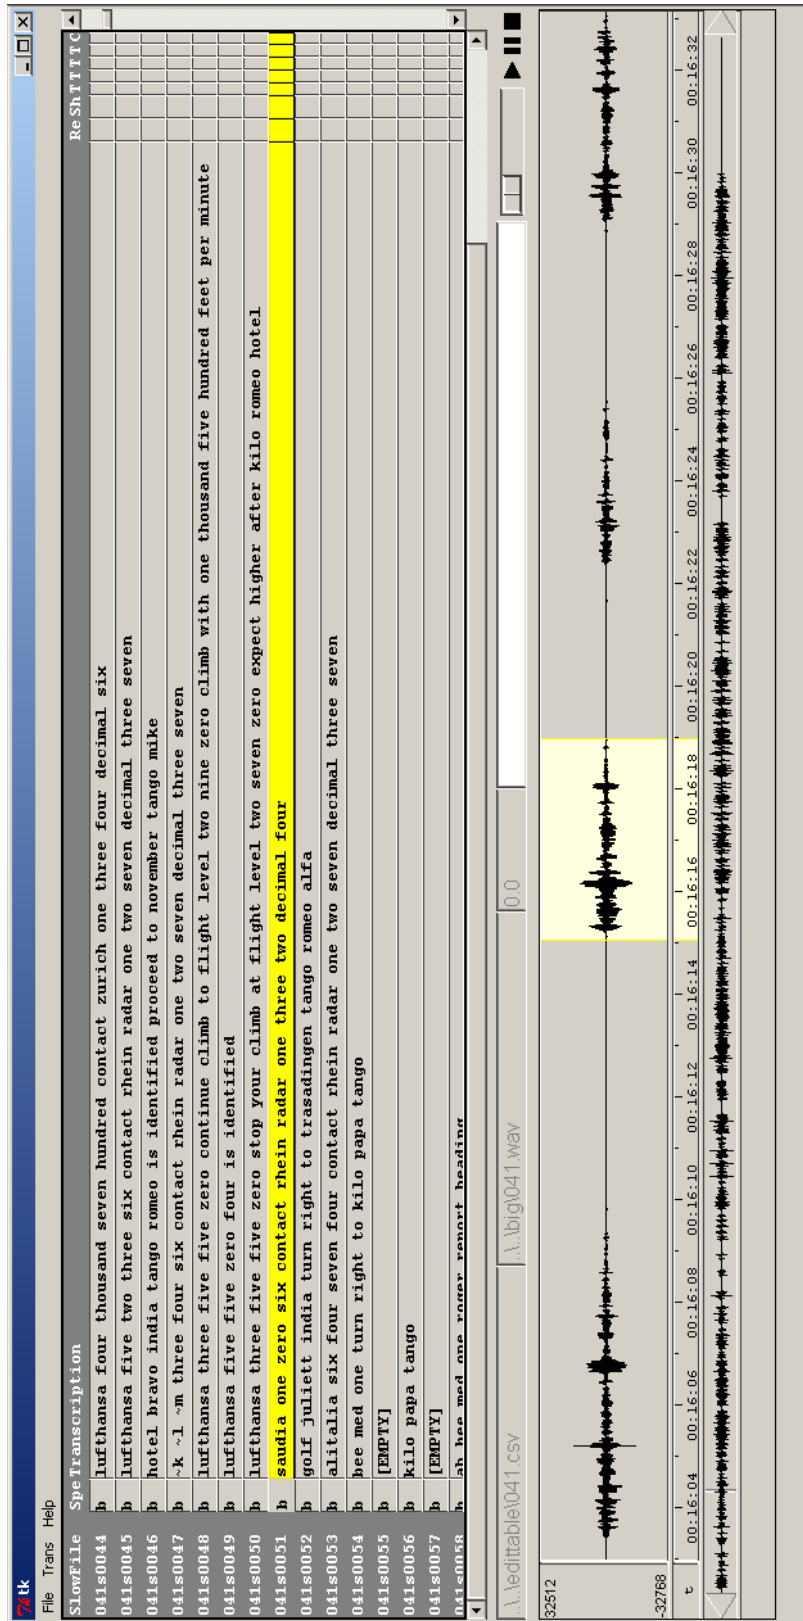 tk
File Trans Help
SlowFile Spe Transcription Re Sh T T T T T C
041s0044 b lufthansa four thousand seven hundred contact zurich one three four decimal six
041s0045 b lufthansa five two three six contact rhein radar one two seven decimal three seven
041s0046 b hotel bravo india tango romeo is identified proceed to november tango mike
041s0047 b ~k ~l ~m three four six contact rhein radar one two seven decimal three seven
041s0048 b lufthansa three five five zero continue climb to flight level two nine zero climb with one thousand five hundred feet per minute
041s0049 b lufthansa five five zero four is identified
041s0050 b lufthansa three five five zero stop your climb at flight level two seven zero expect higher after kilo romeo hotel
041s0051 b saudia one zero six contact rhein radar one three two decimal four
041s0052 b golf juliett india turn right to trasadingen tango romeo alfa
041s0053 b alitalia six four seven four contact rhein radar one two seven decimal three seven
041s0054 b bee med one turn right to kilo papa tango
041s0055 b [EMPTY]
041s0056 b kilo papa tango
041s0057 b [EMPTY]
041s0058 b ah bee med one roger report heading
..\..\edittable\041.csv ..\..\big\041.wav 0.0
32512
-32768
t 00:16:04 00:16:06 00:16:08 00:16:10 00:16:12 00:16:14 00:16:16 00:16:18 00:16:20 00:16:22 00:16:24 00:16:26 00:16:28 00:16:30 00:16:32